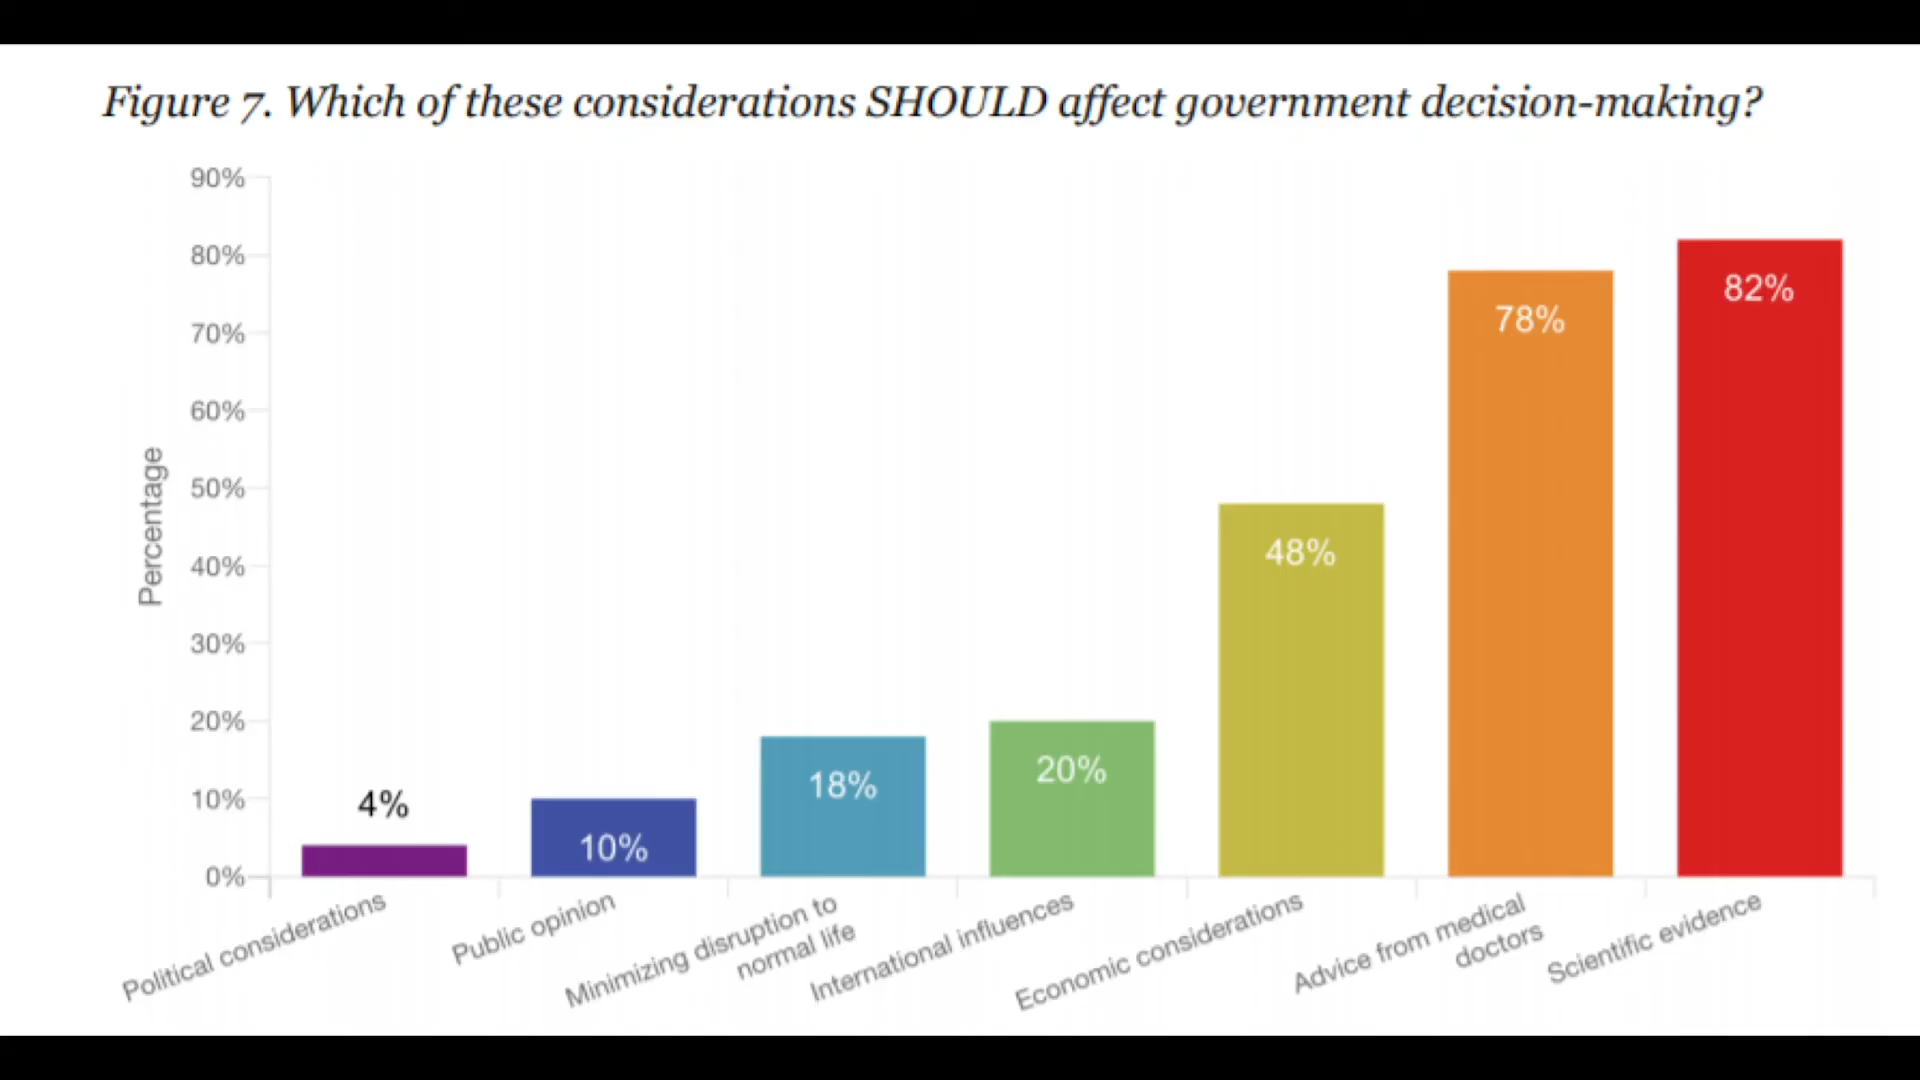 Figure 7. Which of these considerations SHOULD affect government decision-making?
90%
80%
70%
60%
50%
40%
30%
20%
10%
0%
Percentage
4%
10%
18%
20%
48%
78%
82%
Political considerations
Public opinion
Minimizing disruption to
normal life
International influences
Economic considerations
Advice from medical
doctors
Scientific evidence